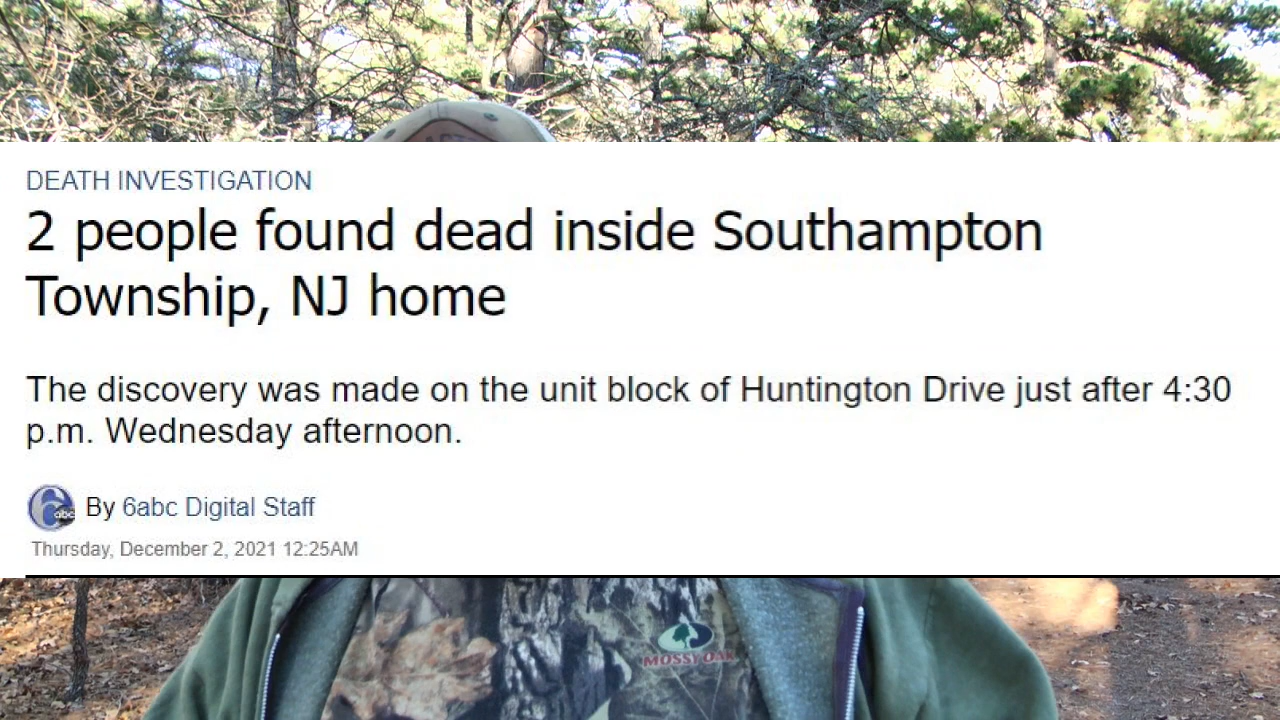 DEATH INVESTIGATION
2 people found dead inside Southampton
Township, NJ home
The discovery was made on the unit block of Huntington Drive just after 4:30
p.m. Wednesday afternoon.
6abc
By 6abc Digital Staff
Thursday, December 2, 2021 12:25AM
MOSSY OAK